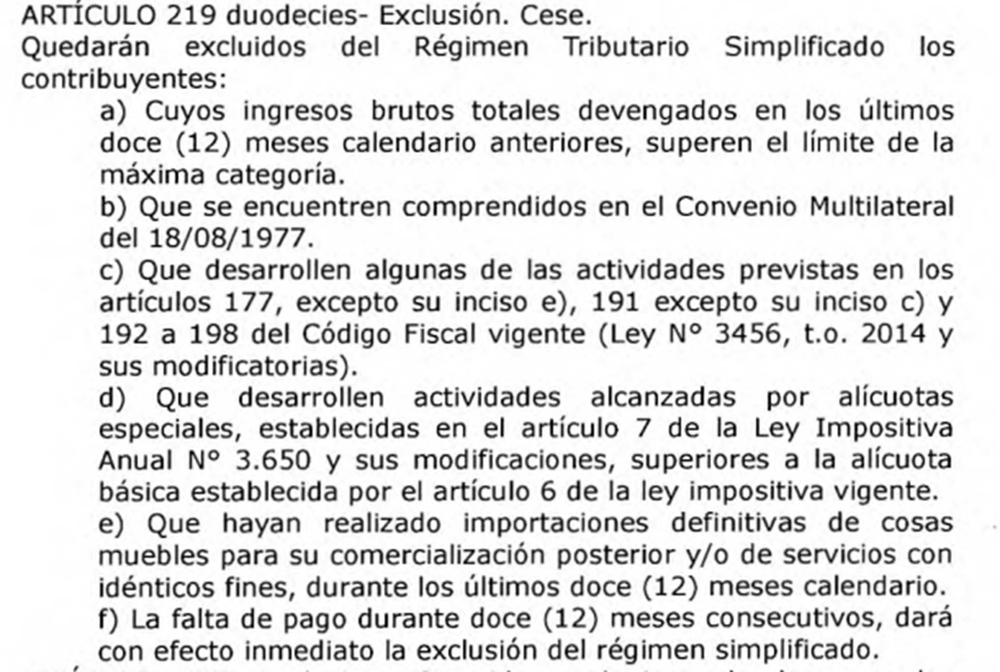 ARTÍCULO 219 duodecies- Exclusión. Cese.
Quedarán excluidos del Régimen Tributario Simplificado los
contribuyentes:
a) Cuyos ingresos brutos totales devengados en los últimos
doce (12) meses calendario anteriores, superen el límite de la
máxima categoría.
b) Que se encuentren comprendidos en el Convenio Multilateral
del 18/08/1977.
c) Que desarrollen algunas de las actividades previstas en los
artículos 177, excepto su inciso e), 191 excepto su inciso c) y
192 a 198 del Código Fiscal vigente (Ley Nº 3456, t.o. 2014 y
sus modificatorias).
d) Que desarrollen actividades alcanzadas por alícuotas
especiales, establecidas en el artículo 7 de la Ley Impositiva
Anual Nº 3.650 y sus modificaciones, superiores a la alícuota
básica establecida por el artículo 6 de la ley impositiva vigente.
e) Que hayan realizado importaciones definitivas de cosas
muebles para su comercialización posterior y/o de servicios con
idénticos fines, durante los últimos doce (12) meses calendario.
f) La falta de pago durante doce (12) meses consecutivos, dará
con efecto inmediato la exclusión del régimen simplificado.